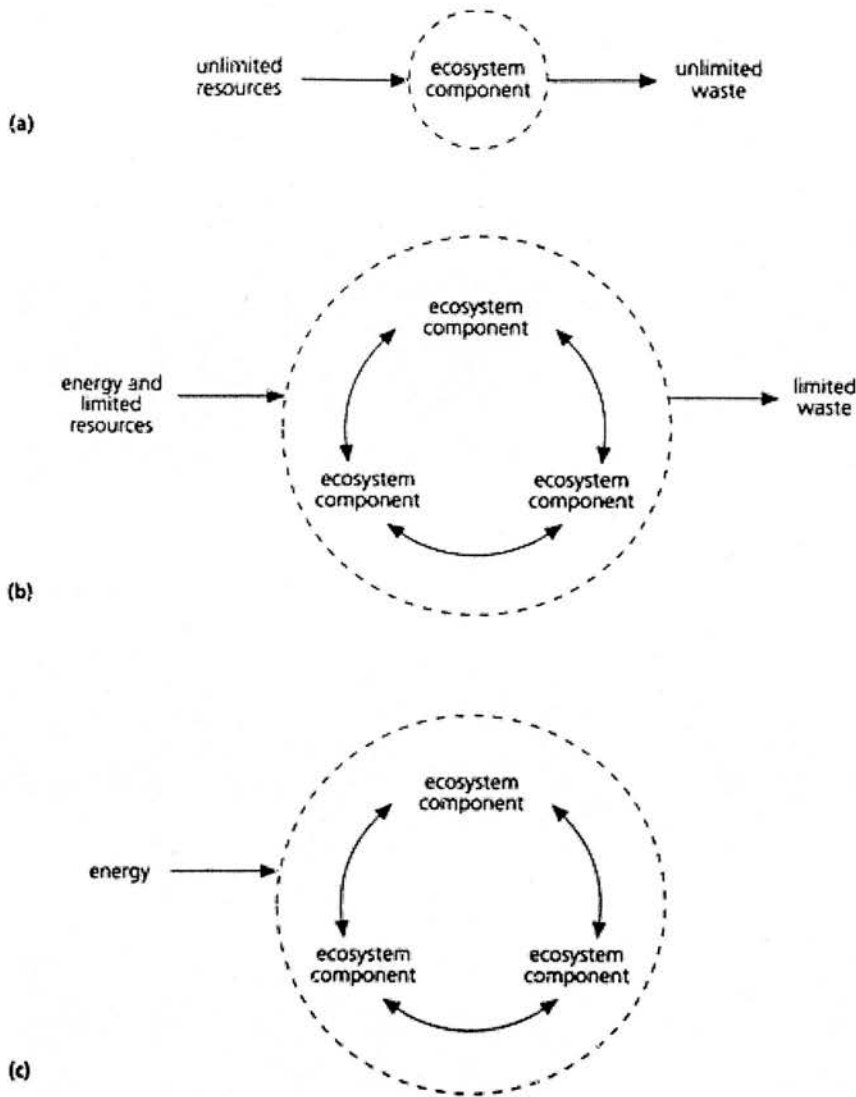 unlimited
resources
ecosystem
component
unlimited
waste
(a)
ecosystem
component
energy and
limited
resources
limited
waste
ecosystem
component
ecosystem
component
(b)
ecosystem
component
energy
ecosystem
component
ecosystem
component
(c)